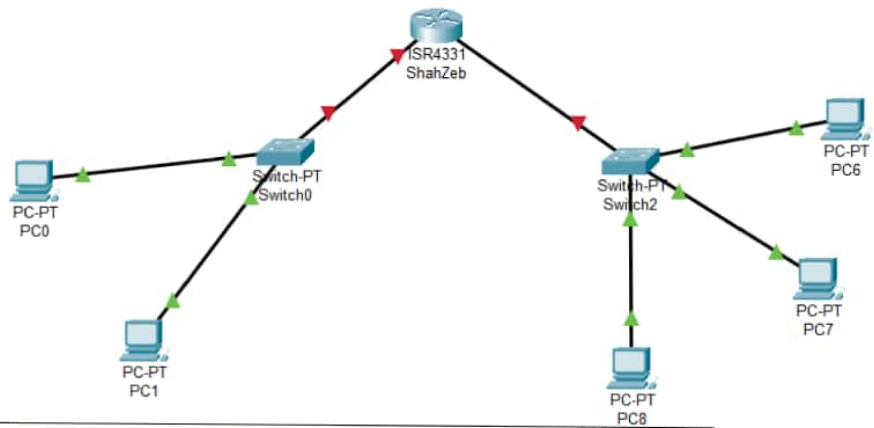 ISR4331
ShahZeb
Switch-PT
Switch0
Switch-PT
Switch2
PC-PT
PC6
PC-PT
PC0
PC-PT
PC7
PC-PT
PC1
PC-PT
PC8